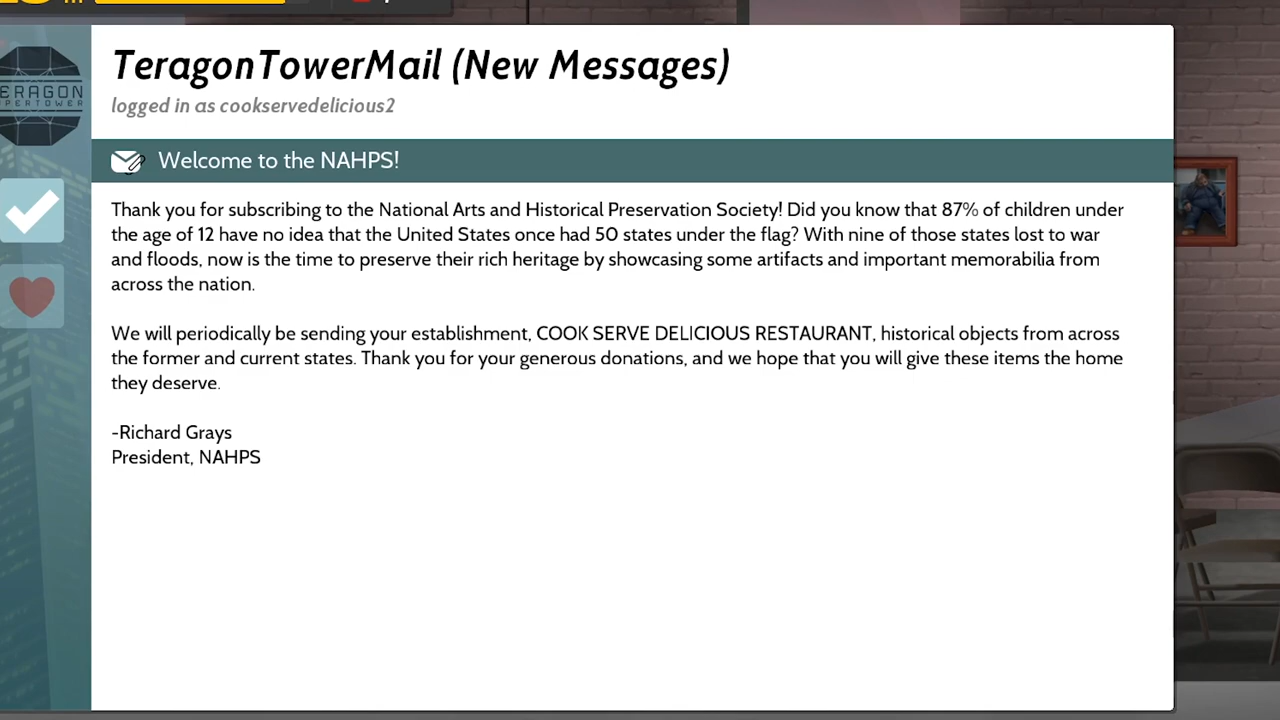 TeragonTowerMail (New Messages)
logged in as cookservedelicious2
ERAGON
PERTOWER
Welcome to the NAHPS!
Thank you for subscribing to the National Arts and Historical Preservation Society! Did you know that 87% of children under
the age of 12 have no idea that the United States once had 50 states under the flag? With nine of those states lost to war
and floods, now is the time to preserve their rich heritage by showcasing some artifacts and important memorabilia from
across the nation.
We will periodically be sending your establishment, COOK SERVE DELICIOUS RESTAURANT, historical objects from across
the former and current states. Thank you for your generous donations, and we hope that you will give these items the home
they deserve.
-Richard Grays
President, NAHPS